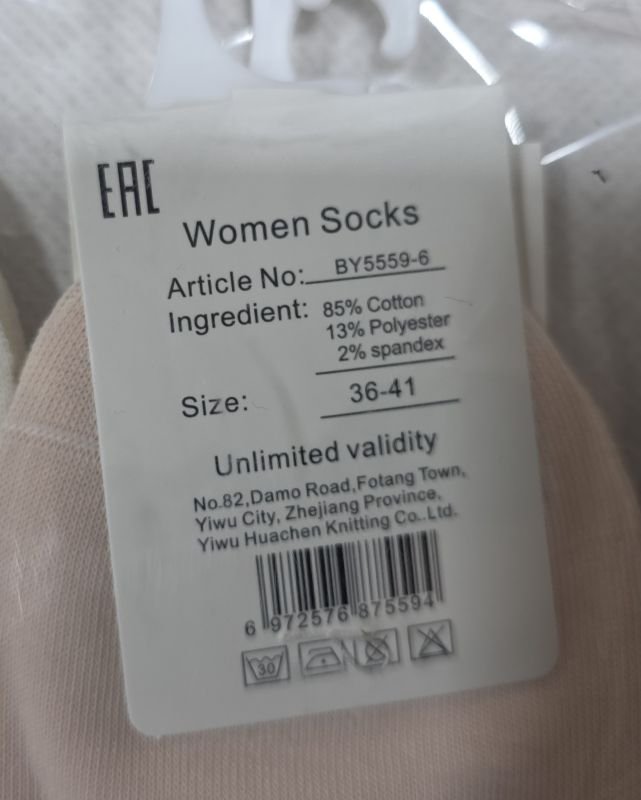 EAC
Women Socks
Article No: BY5559-6
Ingredient: 85% Cotton
13% Polyester
2% spandex
Size: 36-41
Unlimited validity
No.82,Damo Road,Fotang Town,
Yiwu City, Zhejiang Province,
Yiwu Huachen Knitting Co.,Ltd.
6 972576 875594
30